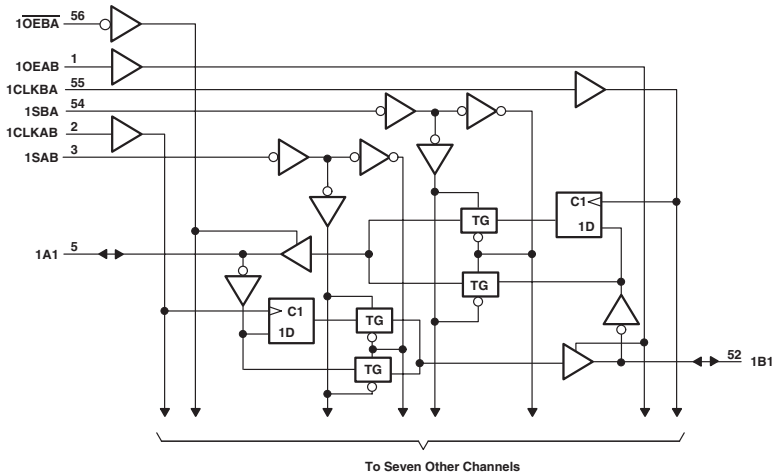 1OEBA 56
1OEAB 1
1CLKBA 55
1SBA 54
1CLKAB 2
1SAB 3
TG
C1
1D
1A1 5
TG
C1
1D
TG
TG
52 1B1
To Seven Other Channels